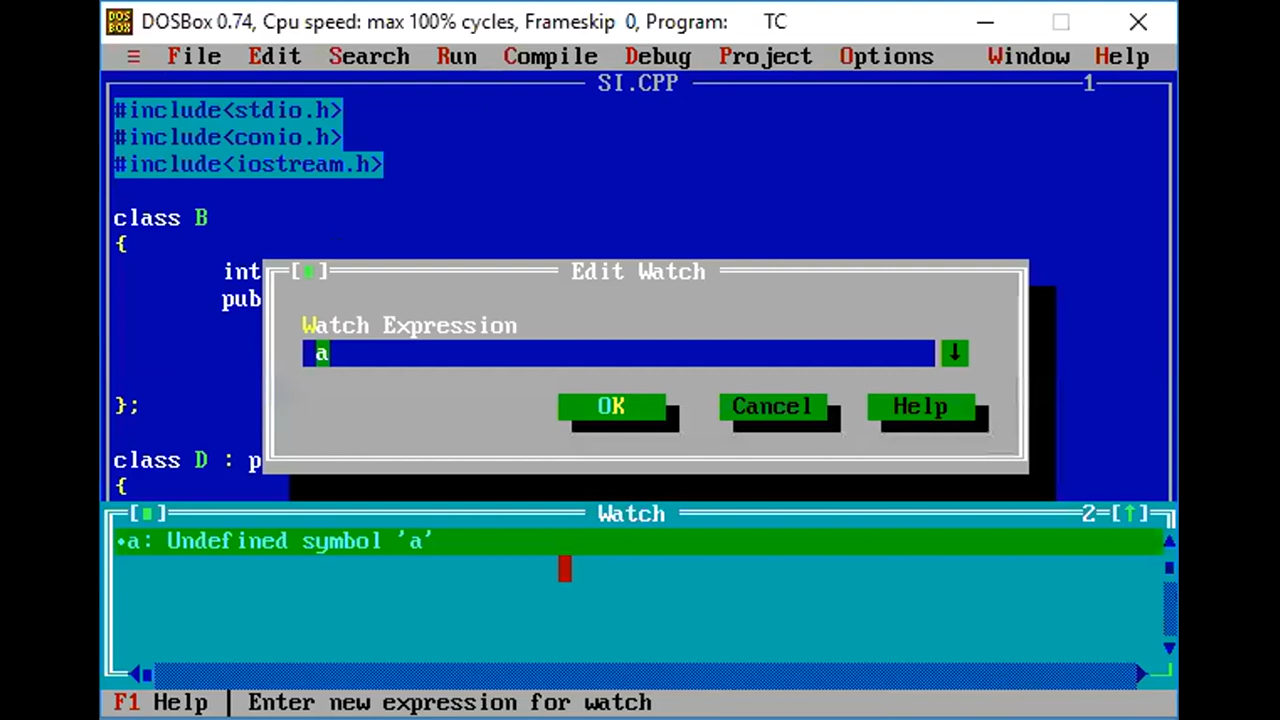 DOSBox 0.74, Cpu speed: max 100% cycles, Frameskip 0, Program: TC
≡ File Edit Search Run Compile Debug Project Options Window Help
SI.CPP 1
#include<stdio.h>
#include<conio.h>
#include<iostream.h>
class B
{
int
pub
};
class D : p
{
Edit Watch
Watch Expression
a
OK Cancel Help
Watch 2=[↑]
•a: Undefined symbol 'a'
F1 Help | Enter new expression for watch